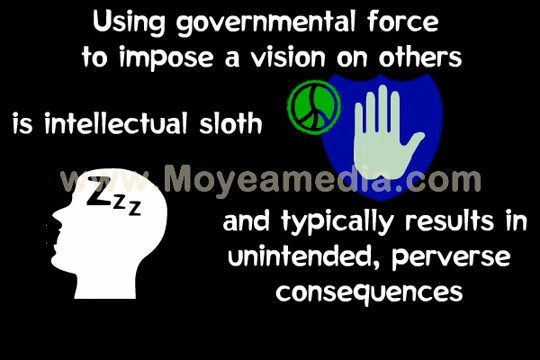 Using governmental force
to impose a vision on others
is intellectual sloth
www.Moyeamedia.com
Zzz
and typically results in
unintended, perverse
consequences